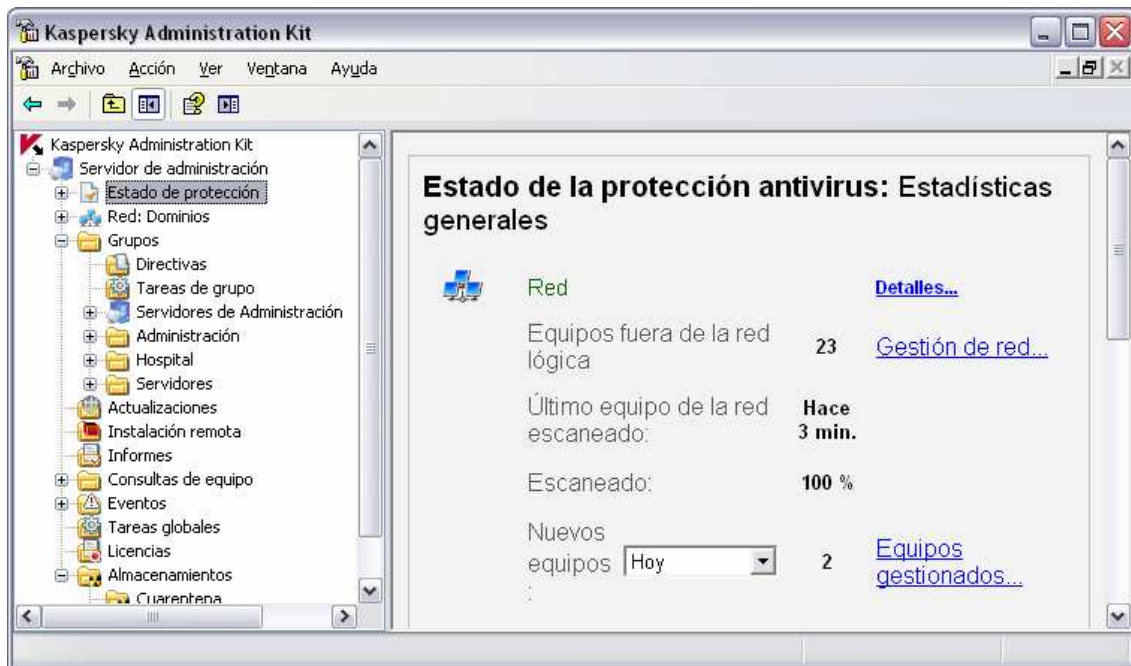 Kaspersky Administration Kit
Archivo Acción Ver Ventana Ayuda
Kaspersky Administration Kit
Servidor de administración
Estado de protección
Red: Dominios
Grupos
Directivas
Tareas de grupo
Servidores de Administración
Administración
Hospital
Servidores
Actualizaciones
Instalación remota
Informes
Consultas de equipo
Eventos
Tareas globales
Licencias
Almacenamientos
Cuarentena
Estado de la protección antivirus: Estadísticas
generales
Red Detalles...
Equipos fuera de la red
lógica 23 Gestión de red...
Último equipo de la red
escaneado: Hace
3 min.
Escaneado: 100 %
Nuevos
equipos Hoy 2 Equipos
: gestionados...